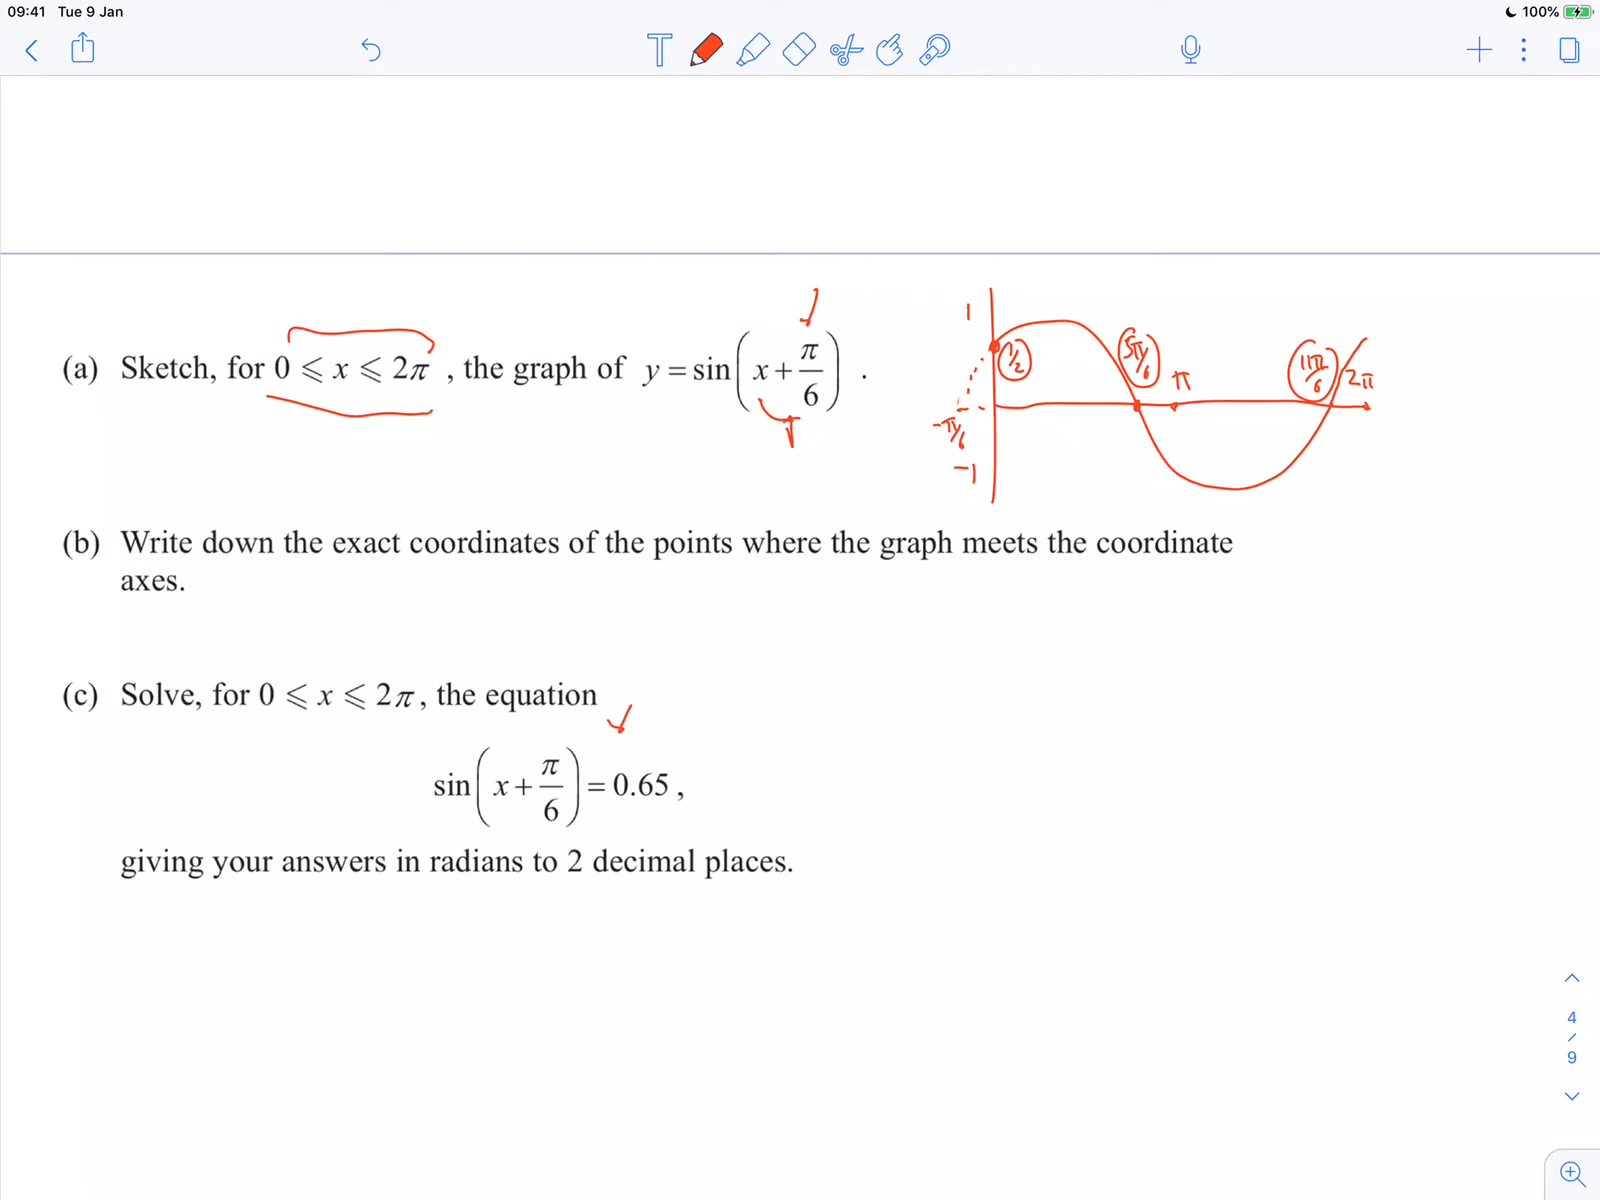 09:41 Tue 9 Jan
100%
(a) Sketch, for 0 ⩽ x ⩽ 2π , the graph of y = sin(x + π/6) .
1
1/2
5π/6
π
11π/6
2π
-π/6
-1
(b) Write down the exact coordinates of the points where the graph meets the coordinate
axes.
(c) Solve, for 0 ⩽ x ⩽ 2π, the equation
sin(x + π/6) = 0.65 ,
giving your answers in radians to 2 decimal places.
4
/
9